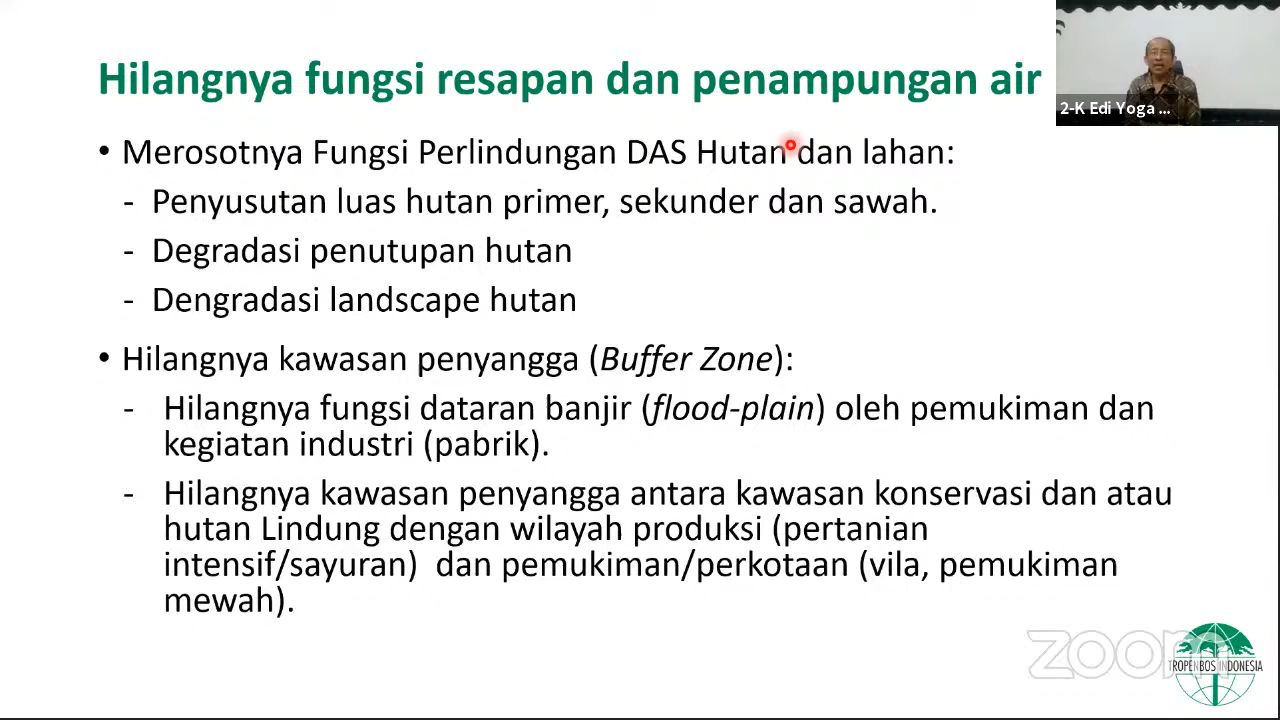 Hilangnya fungsi resapan dan penampungan air
2-K Edi Yoga ...
• Merosotnya Fungsi Perlindungan DAS Hutan dan lahan:
- Penyusutan luas hutan primer, sekunder dan sawah.
- Degradasi penutupan hutan
- Dengradasi landscape hutan
• Hilangnya kawasan penyangga (Buffer Zone):
- Hilangnya fungsi dataran banjir (flood-plain) oleh pemukiman dan
kegiatan industri (pabrik).
- Hilangnya kawasan penyangga antara kawasan konservasi dan atau
hutan Lindung dengan wilayah produksi (pertanian
intensif/sayuran) dan pemukiman/perkotaan (vila, pemukiman
mewah).
zoom
TROPENBOS INDONESIA